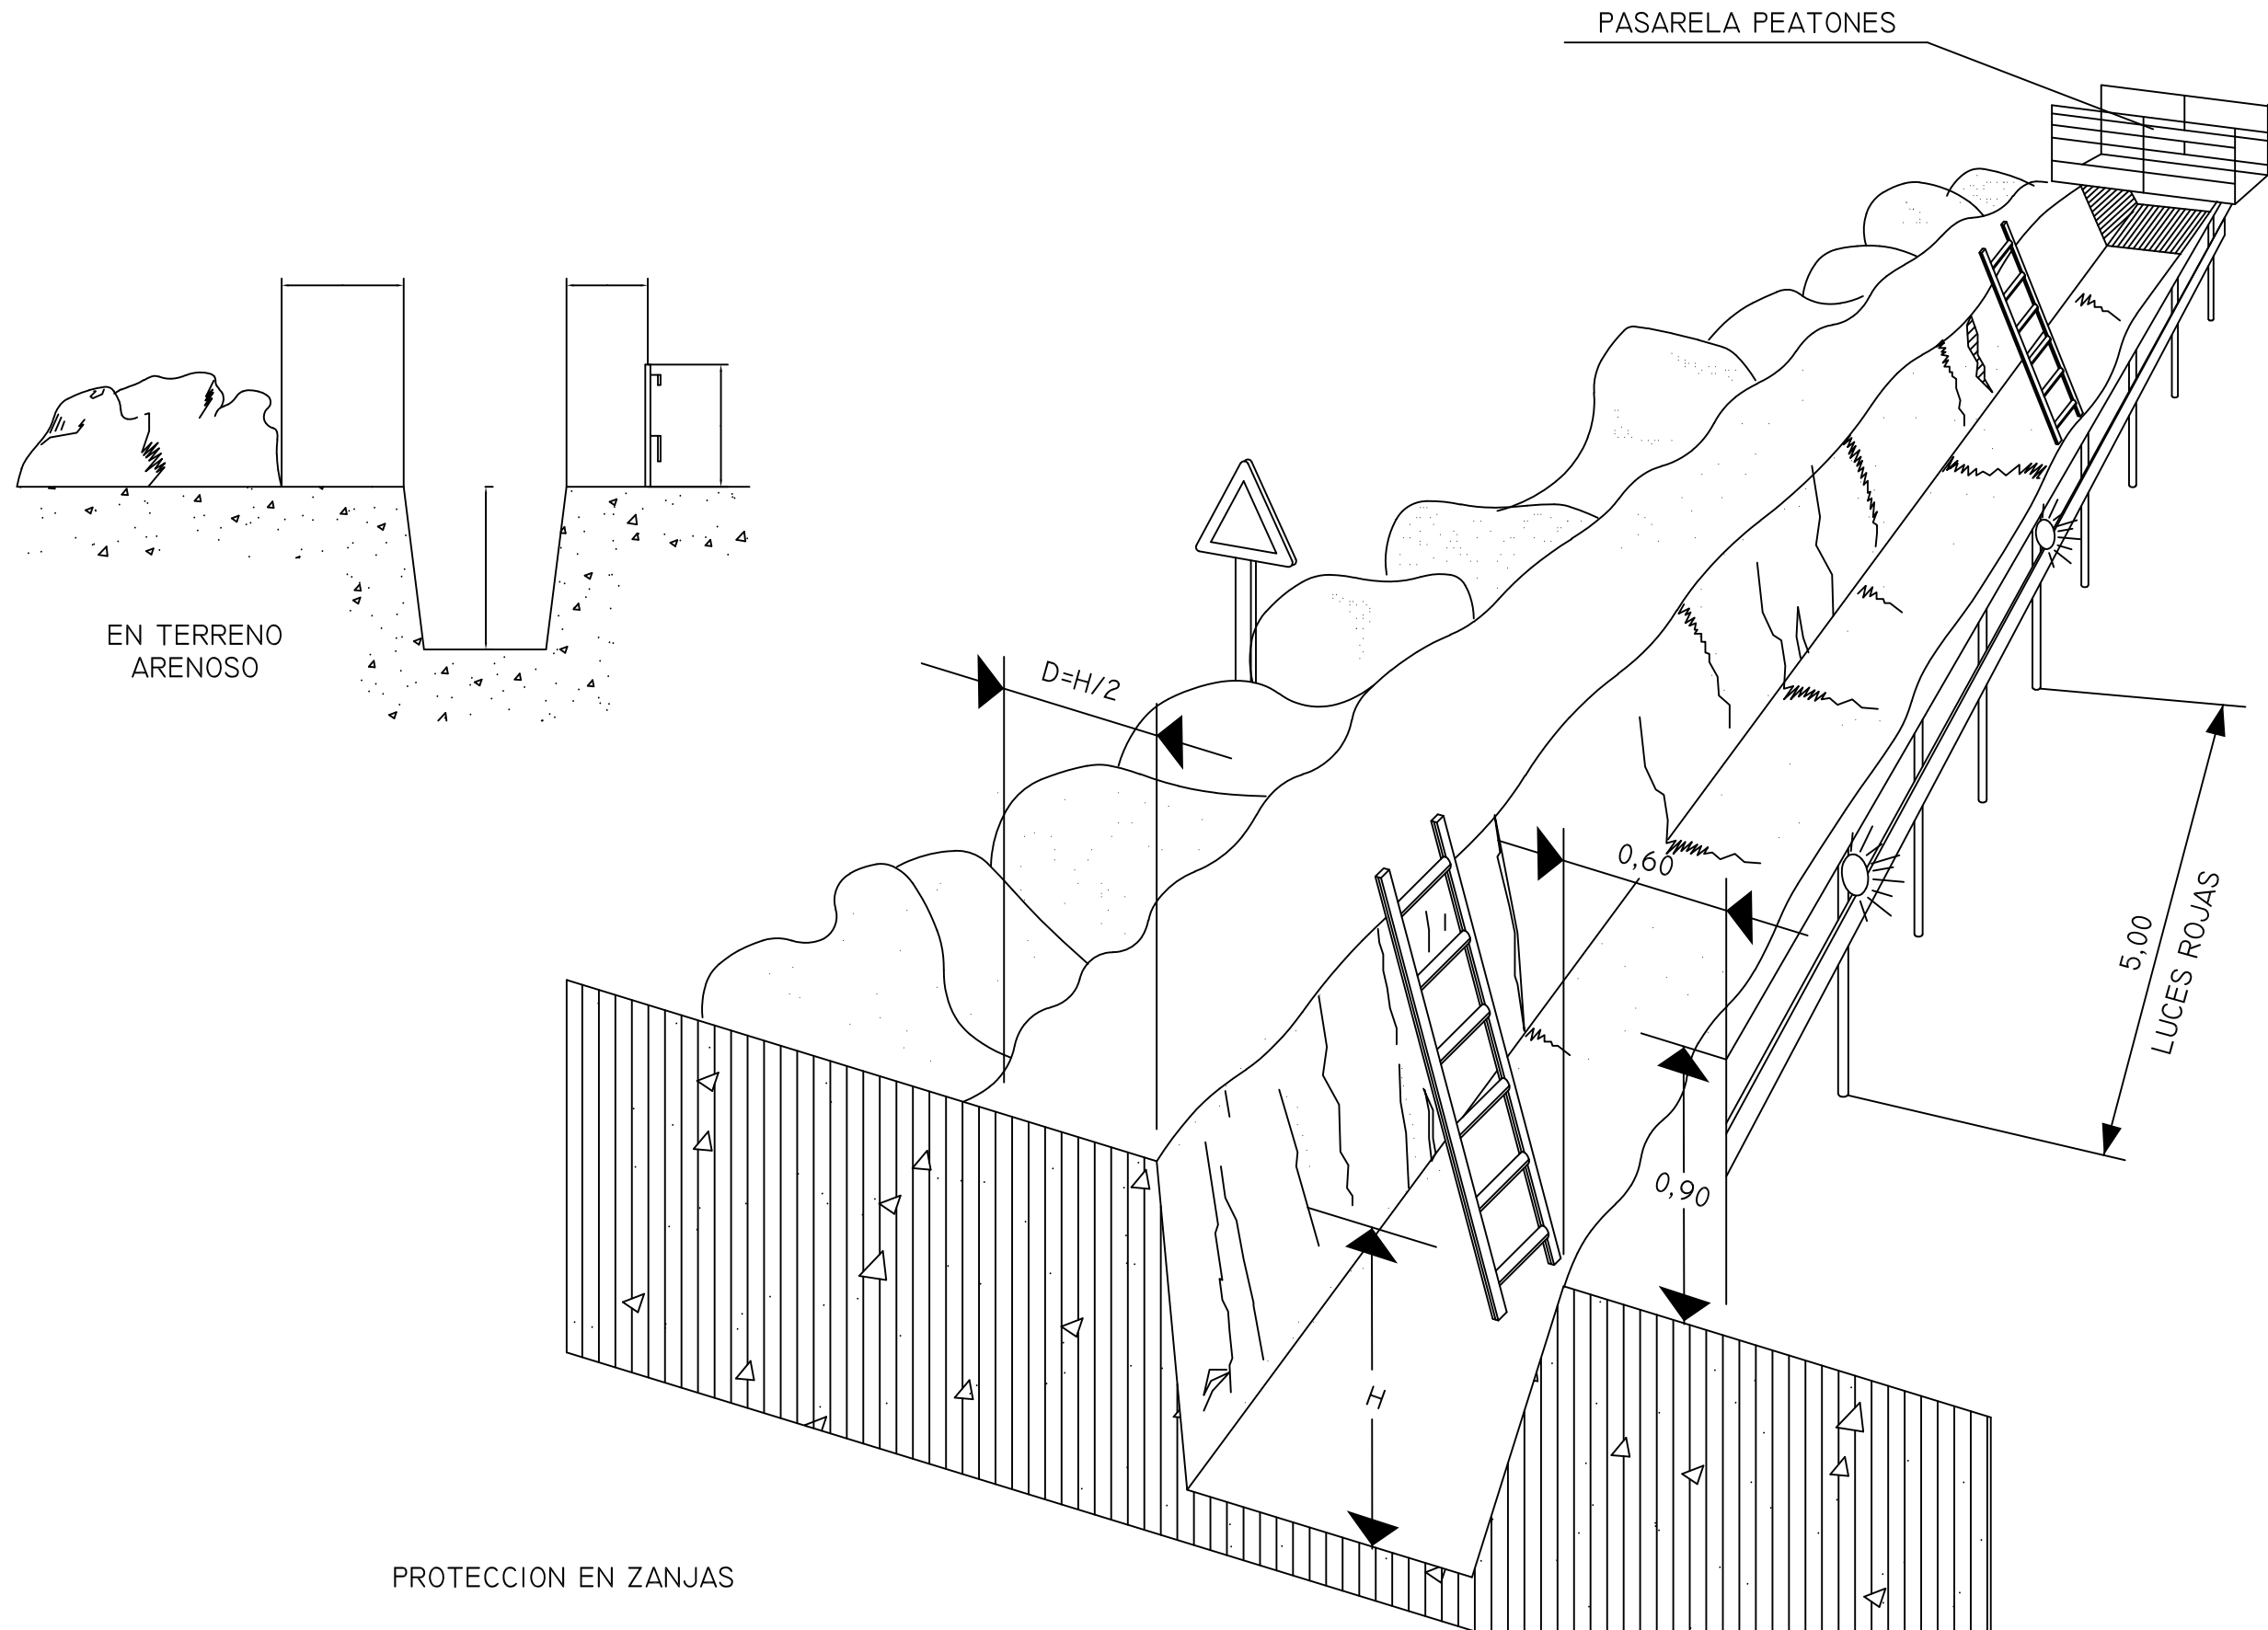 PASARELA PEATONES
EN TERRENO
ARENOSO
D=H/2
0,60
5,00
LUCES ROJAS
0,90
H
PROTECCION EN ZANJAS